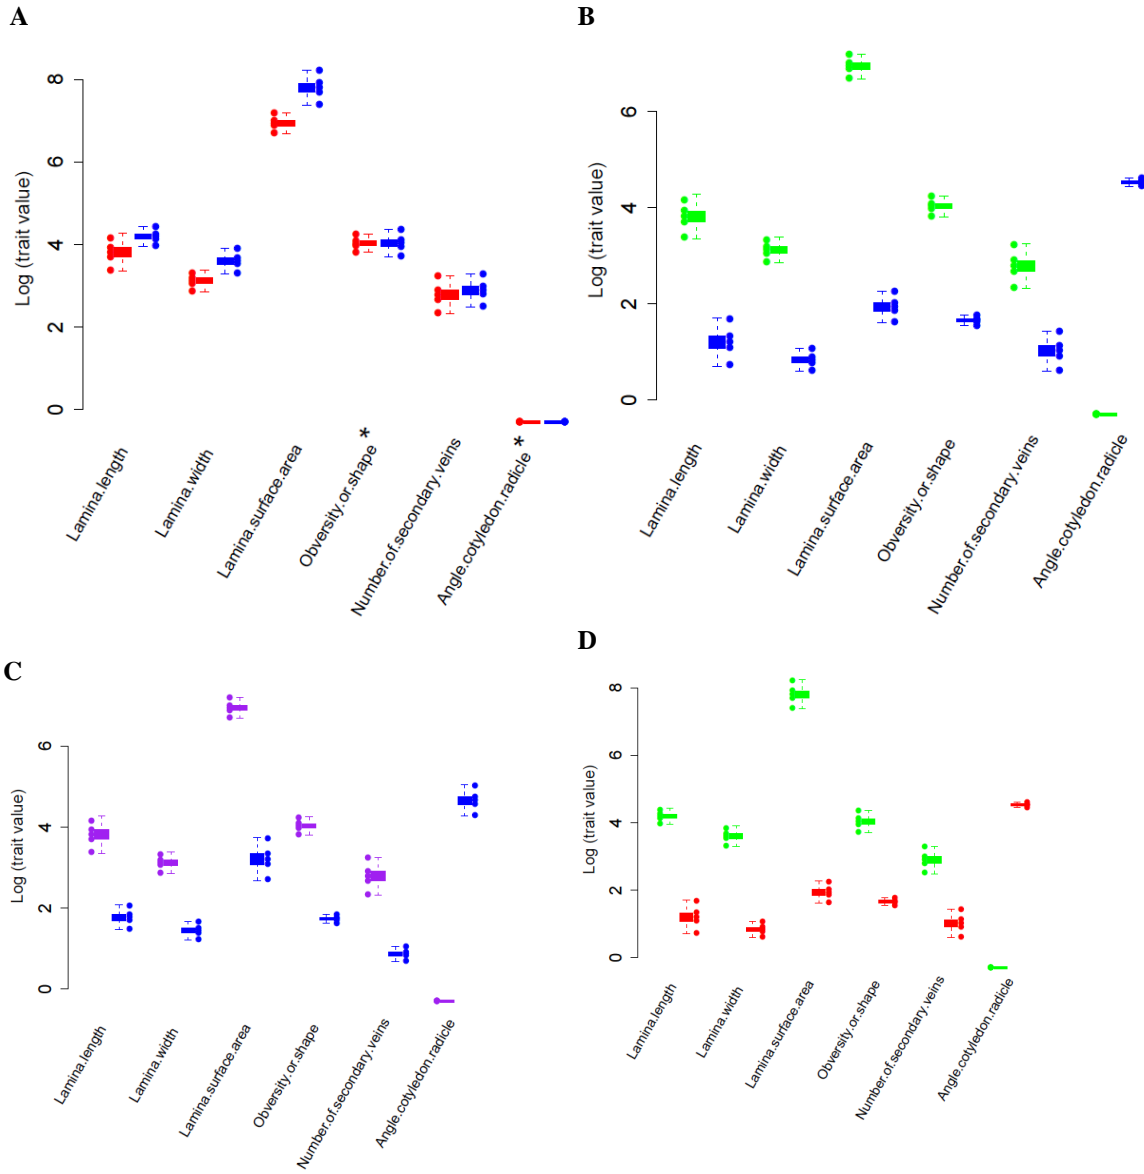 A
Log (trait value)
8
6
4
2
0
Lamina.length
Lamina.width
Lamina.surface.area
Obversity.or.shape *
Number.of.secondary.veins
Angle.cotyledon.radicle *
B
Log (trait value)
6
4
2
0
Lamina.length
Lamina.width
Lamina.surface.area
Obversity.or.shape
Number.of.secondary.veins
Angle.cotyledon.radicle
C
Log (trait value)
6
4
2
0
Lamina.length
Lamina.width
Lamina.surface.area
Obversity.or.shape
Number.of.secondary.veins
Angle.cotyledon.radicle
D
Log (trait value)
8
6
4
2
0
Lamina.length
Lamina.width
Lamina.surface.area
Obversity.or.shape
Number.of.secondary.veins
Angle.cotyledon.radicle